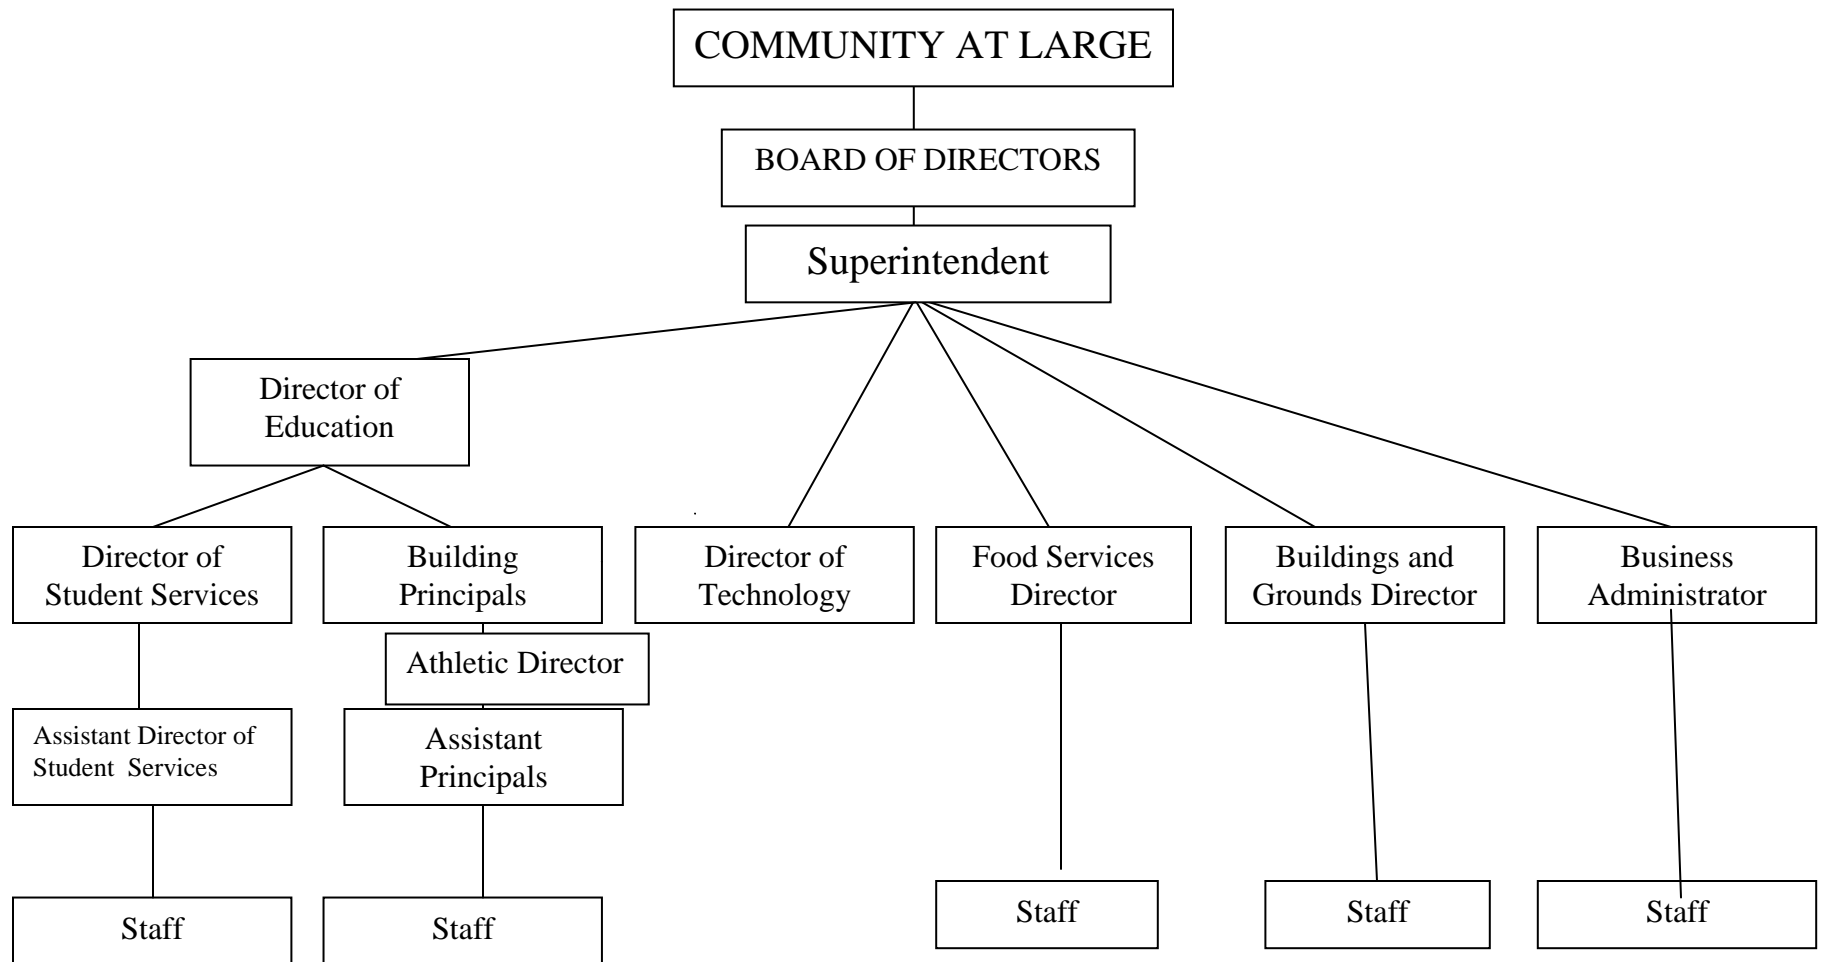 COMMUNITY AT LARGE
BOARD OF DIRECTORS
Superintendent
Director of
Education
Director of
Student Services
Building
Principals
Director of
Technology
Food Services
Director
Buildings and
Grounds Director
Business
Administrator
Athletic Director
Assistant Director of
Student  Services
Assistant
Principals
Staff
Staff
Staff
Staff
Staff